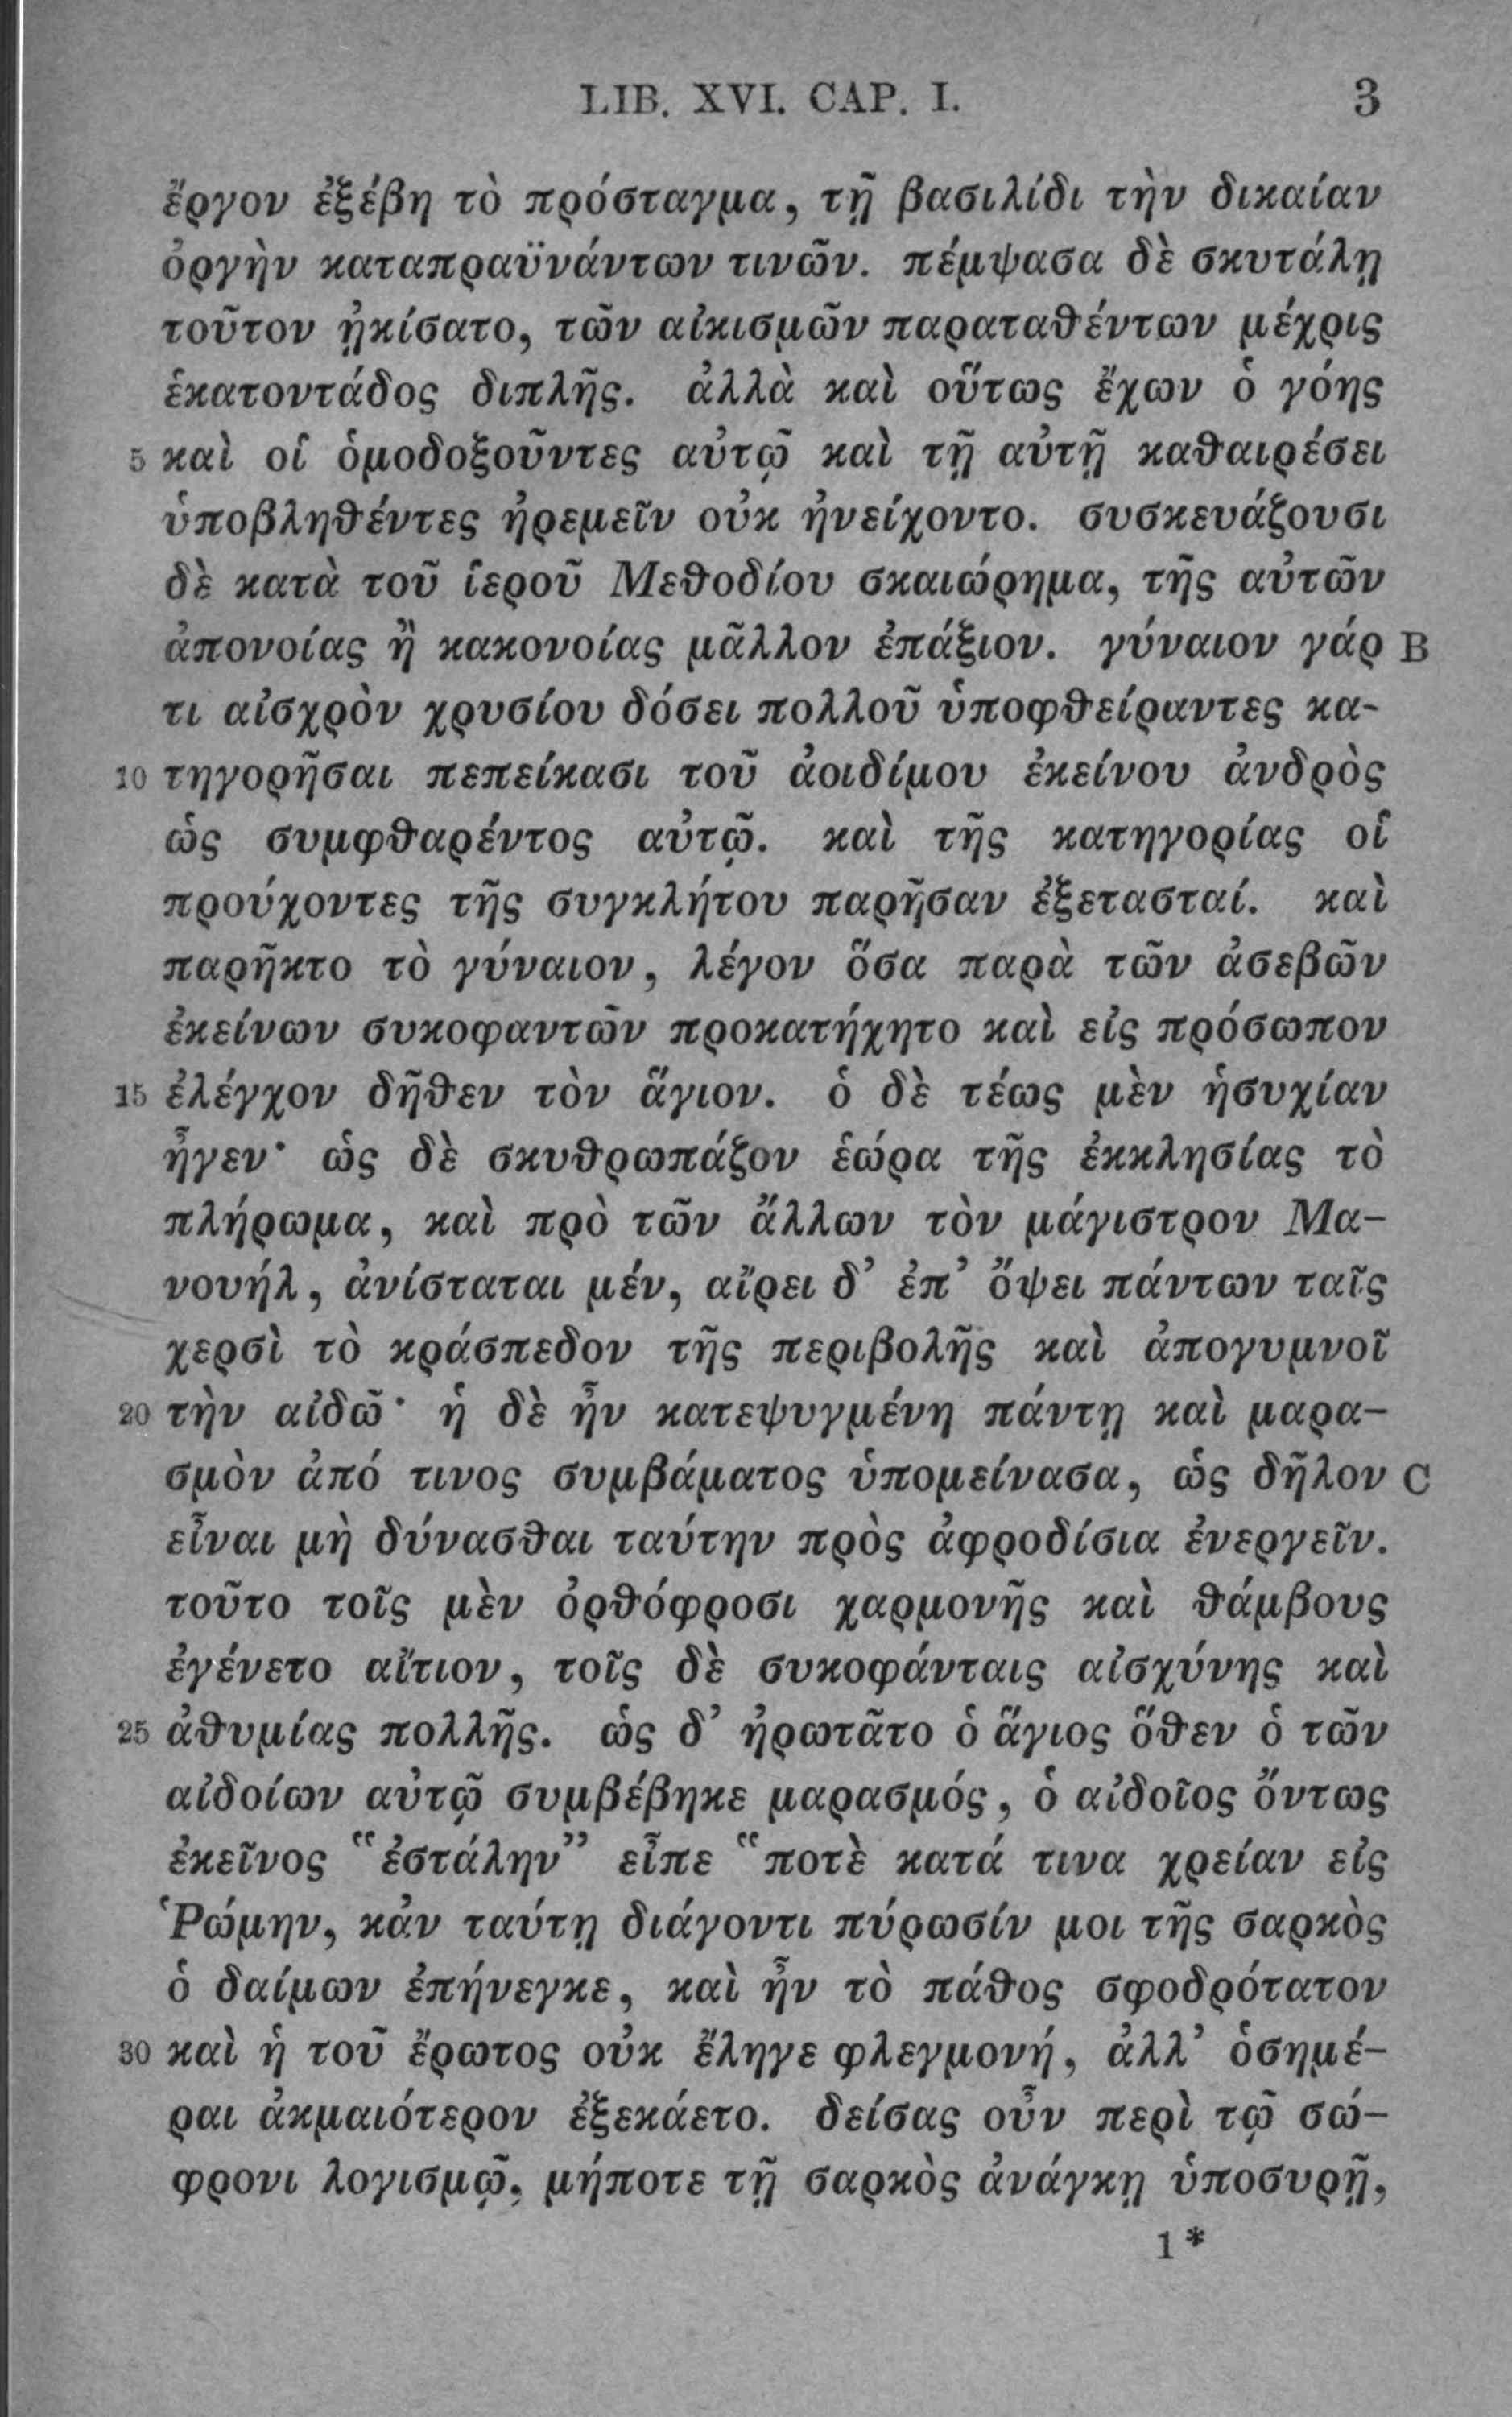 LIB. XVI. CAP. I. 3
ἔργον ἐξέβη τὸ πρόσταγμα, τῇ βασιλίδι τὴν δικαίαν
ὀργὴν καταπραϋνάντων τινῶν. πέμψασα δὲ σκυτάλῃ
τοῦτον ᾐκίσατο, τῶν αἰκισμῶν παραταθέντων μέχρις
ἑκατοντάδος διπλῆς. ἀλλὰ καὶ οὕτως ἔχων ὁ γόης
5 καὶ οἱ ὁμοδοξοῦντες αὐτῷ καὶ τῇ αὐτῇ καθαιρέσει
ὑποβληθέντες ἠρεμεῖν οὐκ ἠνείχοντο. συσκευάζουσι
δὲ κατὰ τοῦ ἱεροῦ Μεθοδίου σκαιώρημα, τῆς αὐτῶν
ἀπονοίας ἢ κακονοίας μᾶλλον ἐπάξιον. γύναιον γάρ B
τι αἰσχρὸν χρυσίου δόσει πολλοῦ ὑποφθείραντες κα-
10 τηγορῆσαι πεπείκασι τοῦ ἀοιδίμου ἐκείνου ἀνδρὸς
ὡς συμφθαρέντος αὐτῷ. καὶ τῆς κατηγορίας οἱ
προύχοντες τῆς συγκλήτου παρῆσαν ἐξετασταί. καὶ
παρῆκτο τὸ γύναιον, λέγον ὅσα παρὰ τῶν ἀσεβῶν
ἐκείνων συκοφαντῶν προκατήχητο καὶ εἰς πρόσωπον
15 ἐλέγχον δῆθεν τὸν ἅγιον. ὁ δὲ τέως μὲν ἡσυχίαν
ἦγεν· ὡς δὲ σκυθρωπάζον ἑώρα τῆς ἐκκλησίας τὸ
πλήρωμα, καὶ πρὸ τῶν ἄλλων τὸν μάγιστρον Μα-
νουήλ, ἀνίσταται μέν, αἴρει δ’ ἐπ’ ὄψει πάντων ταῖς
χερσὶ τὸ κράσπεδον τῆς περιβολῆς καὶ ἀπογυμνοῖ
20 τὴν αἰδῶ· ἡ δὲ ἦν κατεψυγμένη πάντῃ καὶ μαρα-
σμὸν ἀπό τινος συμβάματος ὑπομείνασα, ὡς δῆλον C
εἶναι μὴ δύνασθαι ταύτην πρὸς ἀφροδίσια ἐνεργεῖν.
τοῦτο τοῖς μὲν ὀρθόφροσι χαρμονῆς καὶ θάμβους
ἐγένετο αἴτιον, τοῖς δὲ συκοφάνταις αἰσχύνης καὶ
25 ἀθυμίας πολλῆς. ὡς δ’ ἠρωτᾶτο ὁ ἅγιος ὅθεν ὁ τῶν
αἰδοίων αὐτῷ συμβέβηκε μαρασμός, ὁ αἰδοῖος ὄντως
ἐκεῖνος “ἐστάλην” εἶπε “ποτὲ κατά τινα χρείαν εἰς
Ῥώμην, κἀν ταύτῃ διάγοντι πύρωσίν μοι τῆς σαρκὸς
ὁ δαίμων ἐπήνεγκε, καὶ ἦν τὸ πάθος σφοδρότατον
30 καὶ ἡ τοῦ ἔρωτος οὐκ ἔληγε φλεγμονή, ἀλλ’ ὁσημέ-
ραι ἀκμαιότερον ἐξεκάετο. δείσας οὖν περὶ τῷ σώ-
φρονι λογισμῷ, μήποτε τῇ σαρκὸς ἀνάγκῃ ὑποσυρῇ,
1*